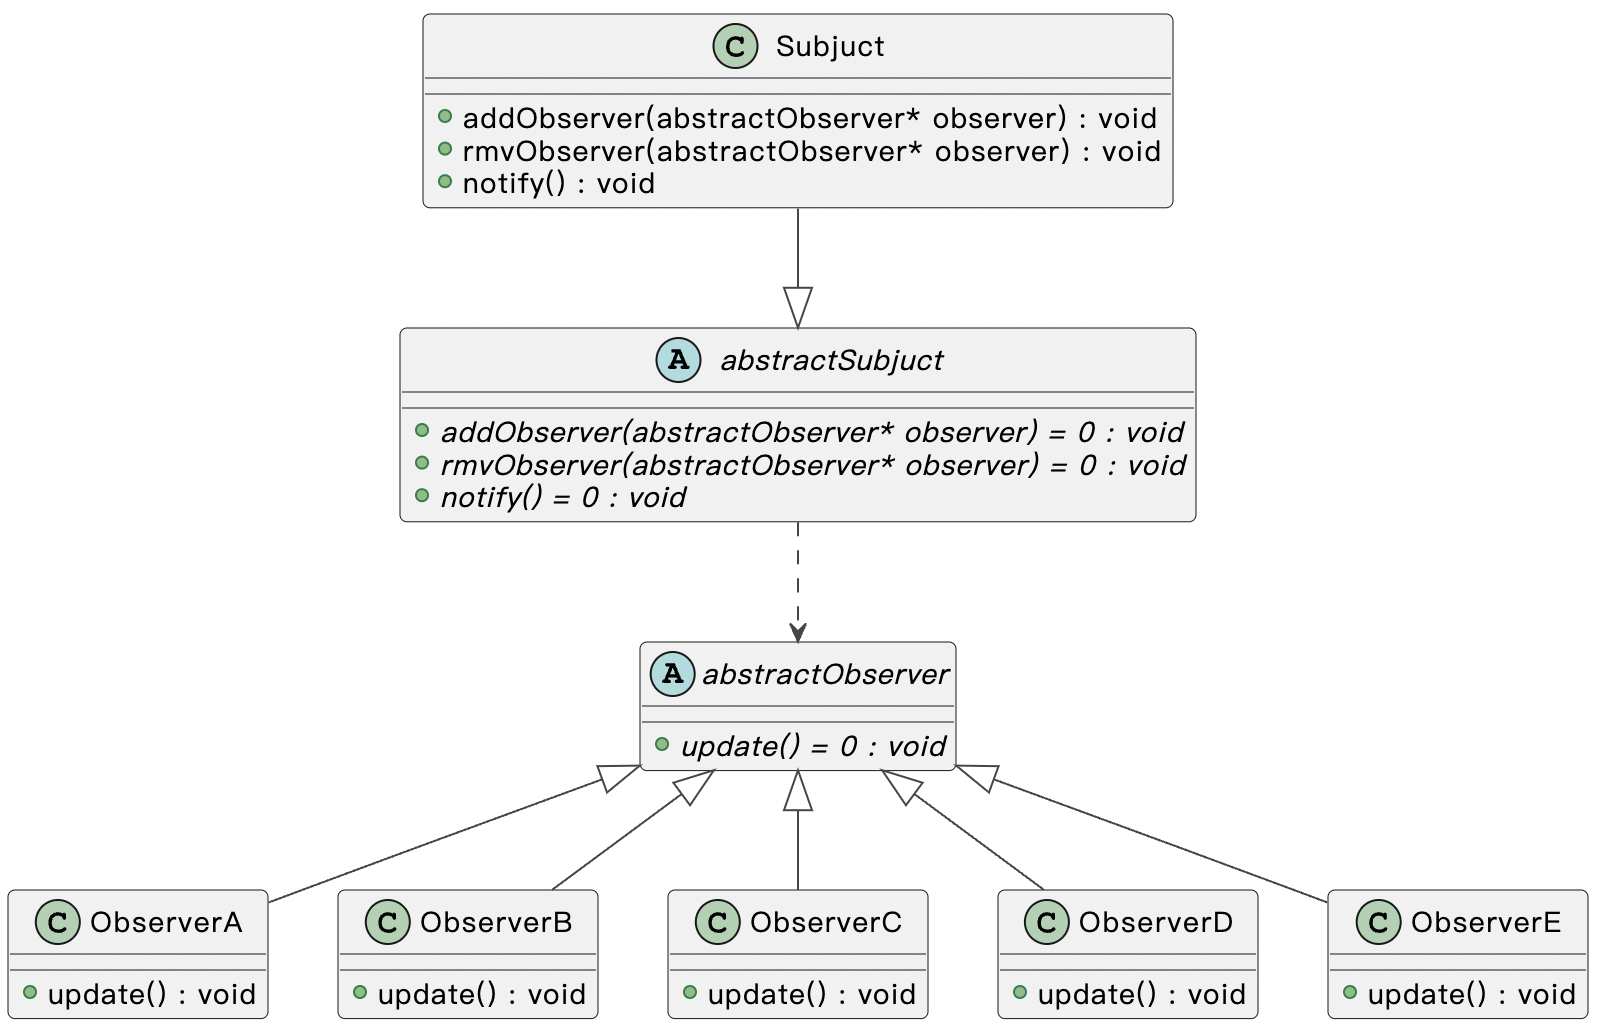 C Subjuct
addObserver(abstractObserver* observer) : void
rmvObserver(abstractObserver* observer) : void
notify() : void
A abstractSubjuct
addObserver(abstractObserver* observer) = 0 : void
rmvObserver(abstractObserver* observer) = 0 : void
notify() = 0 : void
A abstractObserver
update() = 0 : void
C ObserverA
update() : void
C ObserverB
update() : void
C ObserverC
update() : void
C ObserverD
update() : void
C ObserverE
update() : void